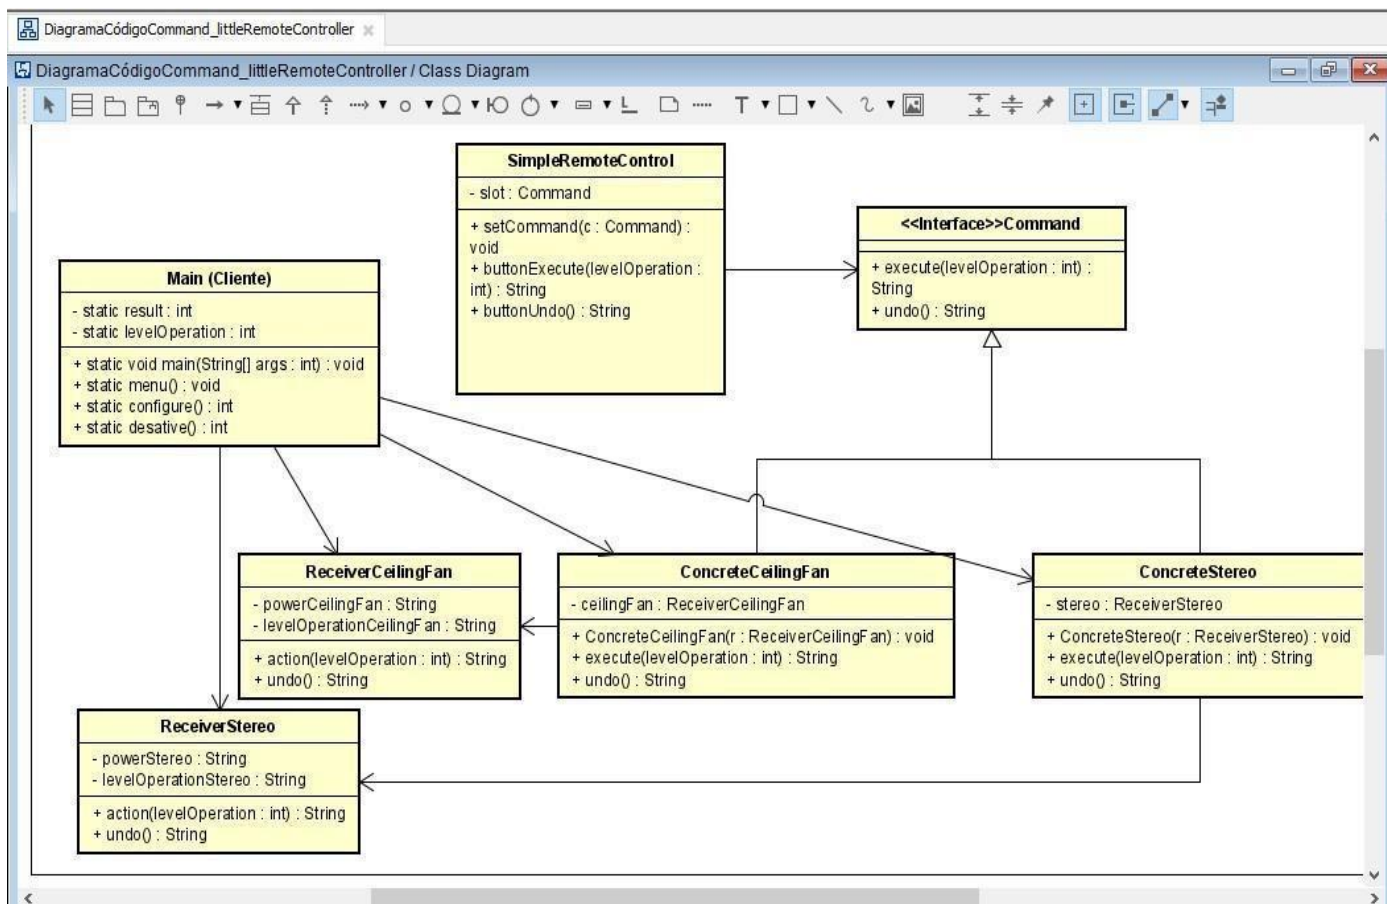 DiagramaCódigoCommand_littleRemoteController
DiagramaCódigoCommand_littleRemoteController / Class Diagram
SimpleRemoteControl
- slot : Command
+ setCommand(c : Command) :
void
+ buttonExecute(levelOperation :
int) : String
+ buttonUndo() : String
<<Interface>>Command
+ execute(levelOperation : int) :
String
+ undo() : String
Main (Cliente)
- static result : int
- static levelOperation : int
+ static void main(String[] args : int) : void
+ static menu() : void
+ static configure() : int
+ static desative() : int
ReceiverCeilingFan
- powerCeilingFan : String
- levelOperationCeilingFan : String
+ action(levelOperation : int) : String
+ undo() : String
ConcreteCeilingFan
- ceilingFan : ReceiverCeilingFan
+ ConcreteCeilingFan(r : ReceiverCeilingFan) : void
+ execute(levelOperation : int) : String
+ undo() : String
ConcreteStereo
- stereo : ReceiverStereo
+ ConcreteStereo(r : ReceiverStereo) : void
+ execute(levelOperation : int) : String
+ undo() : String
ReceiverStereo
- powerStereo : String
- levelOperationStereo : String
+ action(levelOperation : int) : String
+ undo() : String